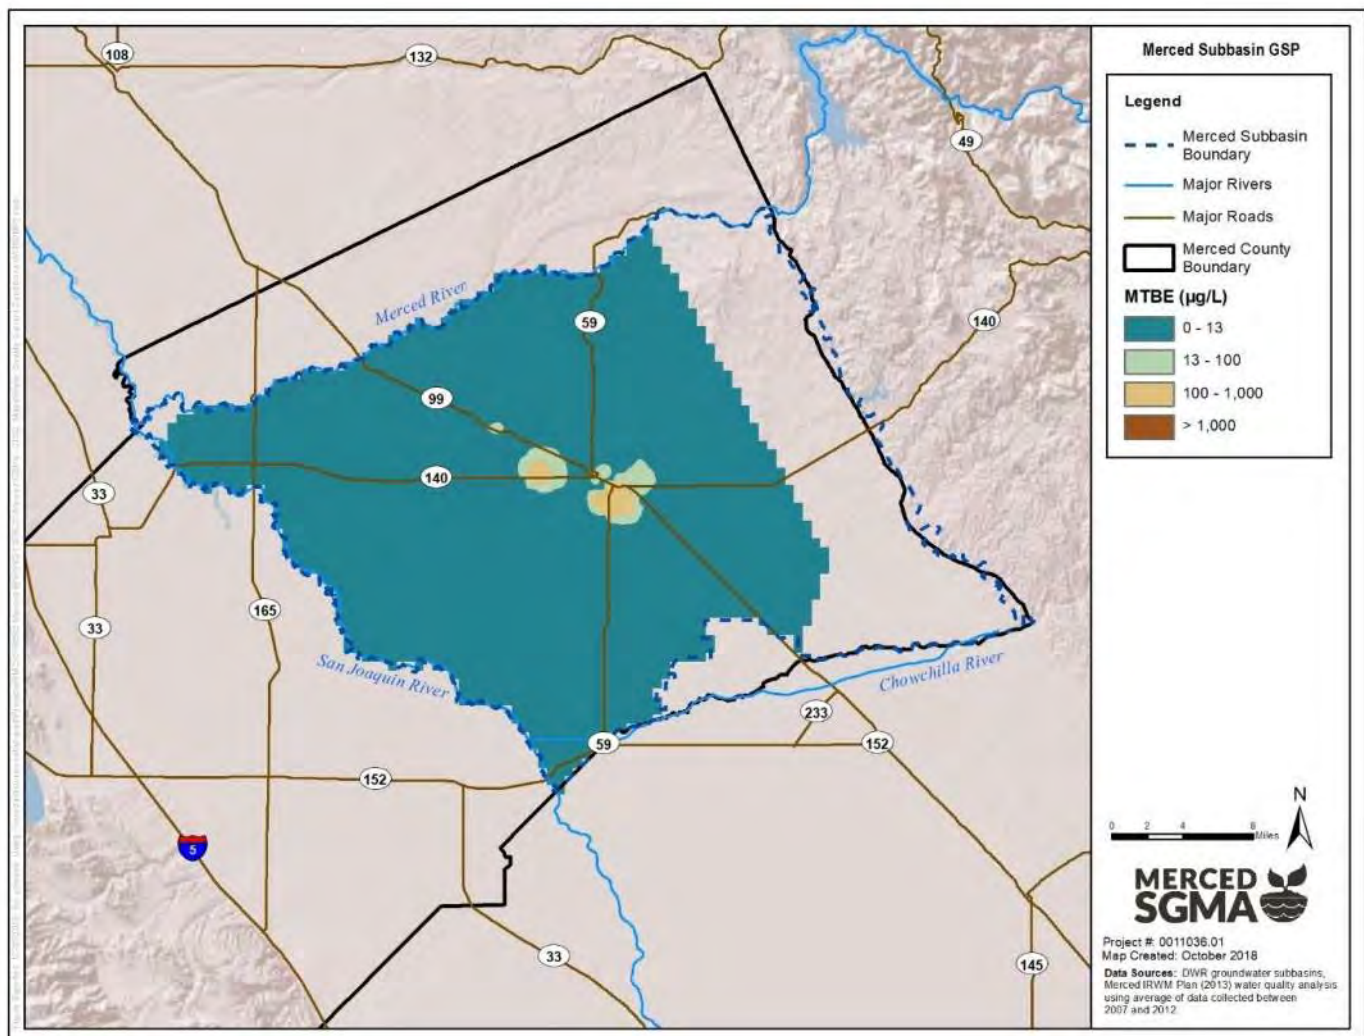 Merced Subbasin GSP
Legend
Merced Subbasin
Boundary
Major Rivers
Major Roads
Merced County
Boundary
MTBE (µg/L)
0 - 13
13 - 100
100 - 1,000
> 1,000
108
132
49
Merced River
59
140
99
140
33
33
165
San Joaquin River
Chowchilla River
233
59
152
152
5
33
145
N
0 2 4 8
Miles
MERCED
SGMA
Project #: 0011036.01
Map Created: October 2018
Data Sources: DWR groundwater subbasins,
Merced IRWM Plan (2013) water quality analysis
using average of data collected between
2007 and 2012.